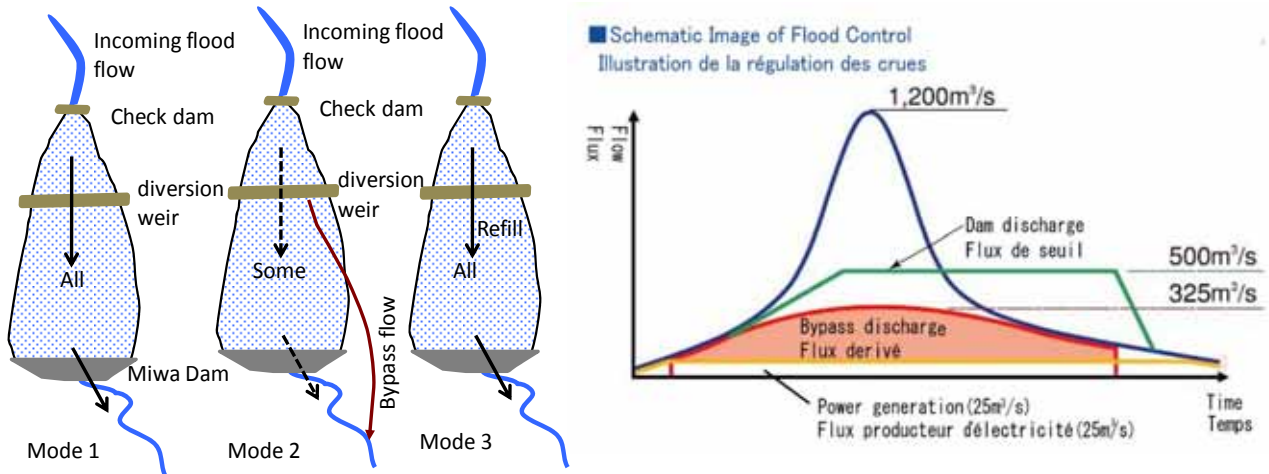 Incoming flood
flow
Check dam
diversion
weir
All
Miwa Dam
Mode 1
Incoming flood
flow
Check dam
diversion
weir
Some
Bypass flow
Mode 2
Refill
All
Mode 3
■ Schematic Image of Flood Control
Illustration de la régulation des crues
Flow
Flux
1,200m³/s
Dam discharge
Flux de seuil
500m³/s
325m³/s
Bypass discharge
Flux derivé
Power generation(25m³/s)
Flux producteur d'électricité(25m³/s)
Time
Temps